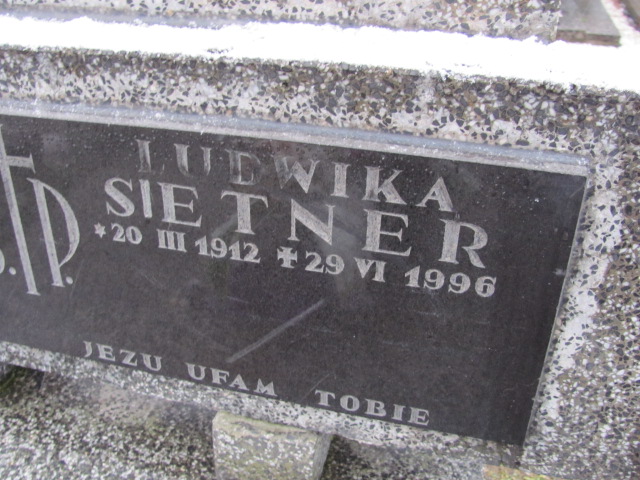 Ś.P.
LUDWIKA
SIETNER
*20 III 1912 ✝29 VI 1996
JEZU UFAM TOBIE